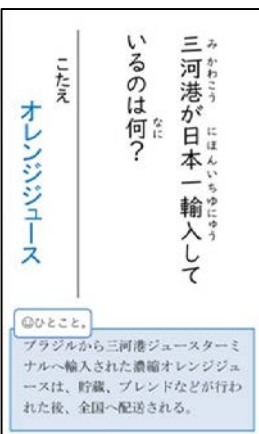 三河港が日本一輸入して
いるのは何？
こたえ
オレンジジュース
☺ひとこと。
ブラジルから三河港ジュースターミ
ナルへ輸入された濃縮オレンジジュ
ースは、貯蔵、ブレンドなどが行わ
れた後、全国へ配送される。